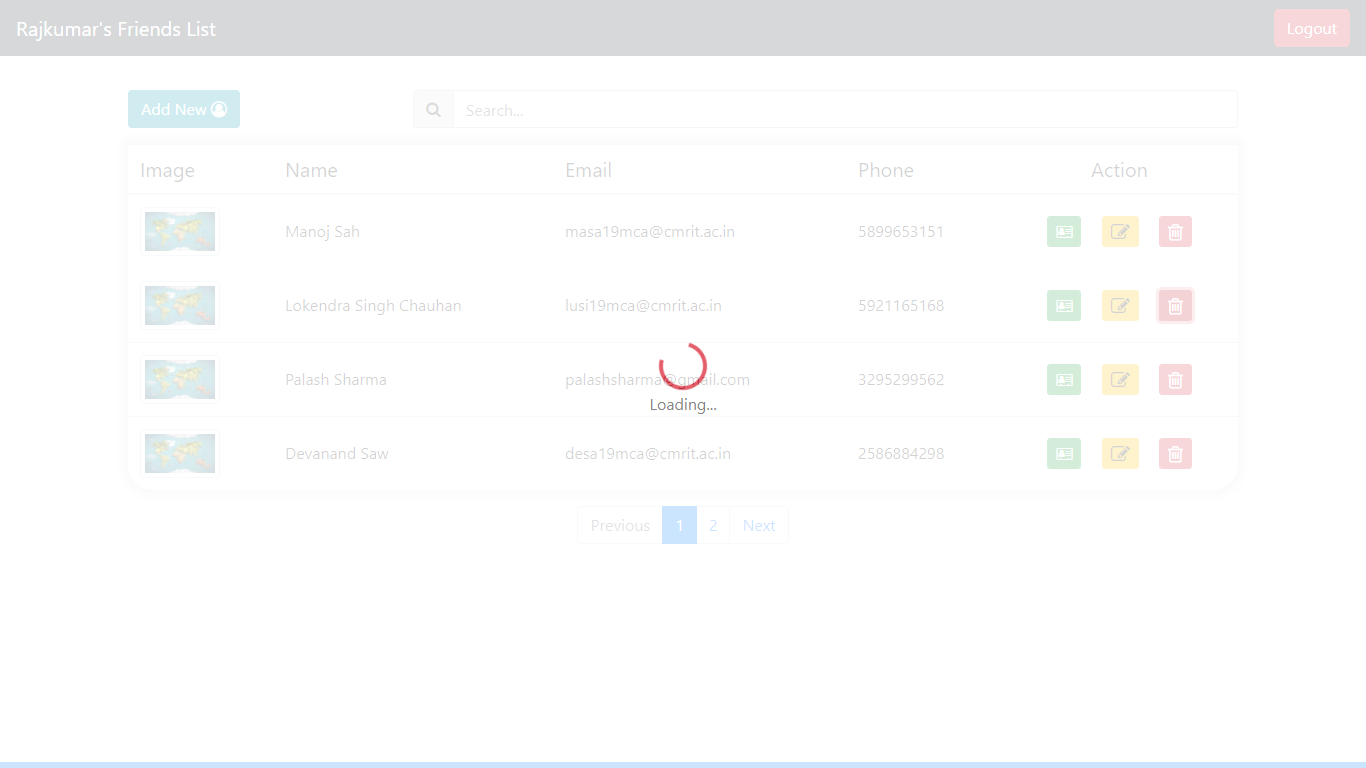 Rajkumar's Friends List Logout
Add New Search...
Image Name Email Phone Action
Manoj Sah masa19mca@cmrit.ac.in 5899653151
Lokendra Singh Chauhan lusi19mca@cmrit.ac.in 5921165168
Palash Sharma palashsharma@gmail.com 3295299562
Loading...
Devanand Saw desa19mca@cmrit.ac.in 2586884298
Previous 1 2 Next